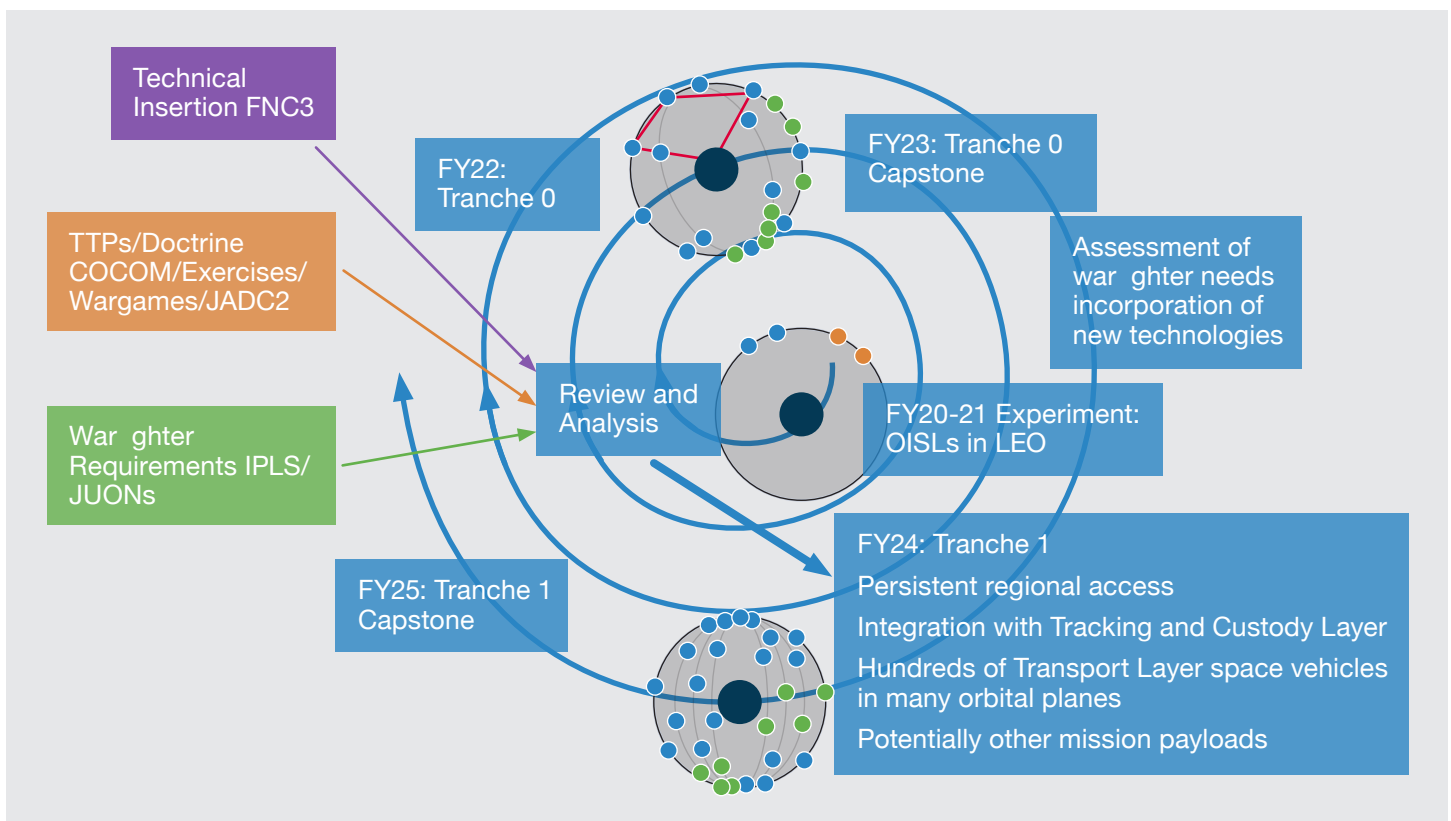 Technical
Insertion FNC3
TTPs/Doctrine
COCOM/Exercises/
Wargames/JADC2
War ghter
Requirements IPLS/
JUONs
FY22:
Tranche 0
FY23: Tranche 0
Capstone
Assessment of
war ghter needs
incorporation of
new technologies
Review and
Analysis
FY20-21 Experiment:
OISLs in LEO
FY25: Tranche 1
Capstone
FY24: Tranche 1
Persistent regional access
Integration with Tracking and Custody Layer
Hundreds of Transport Layer space vehicles
in many orbital planes
Potentially other mission payloads